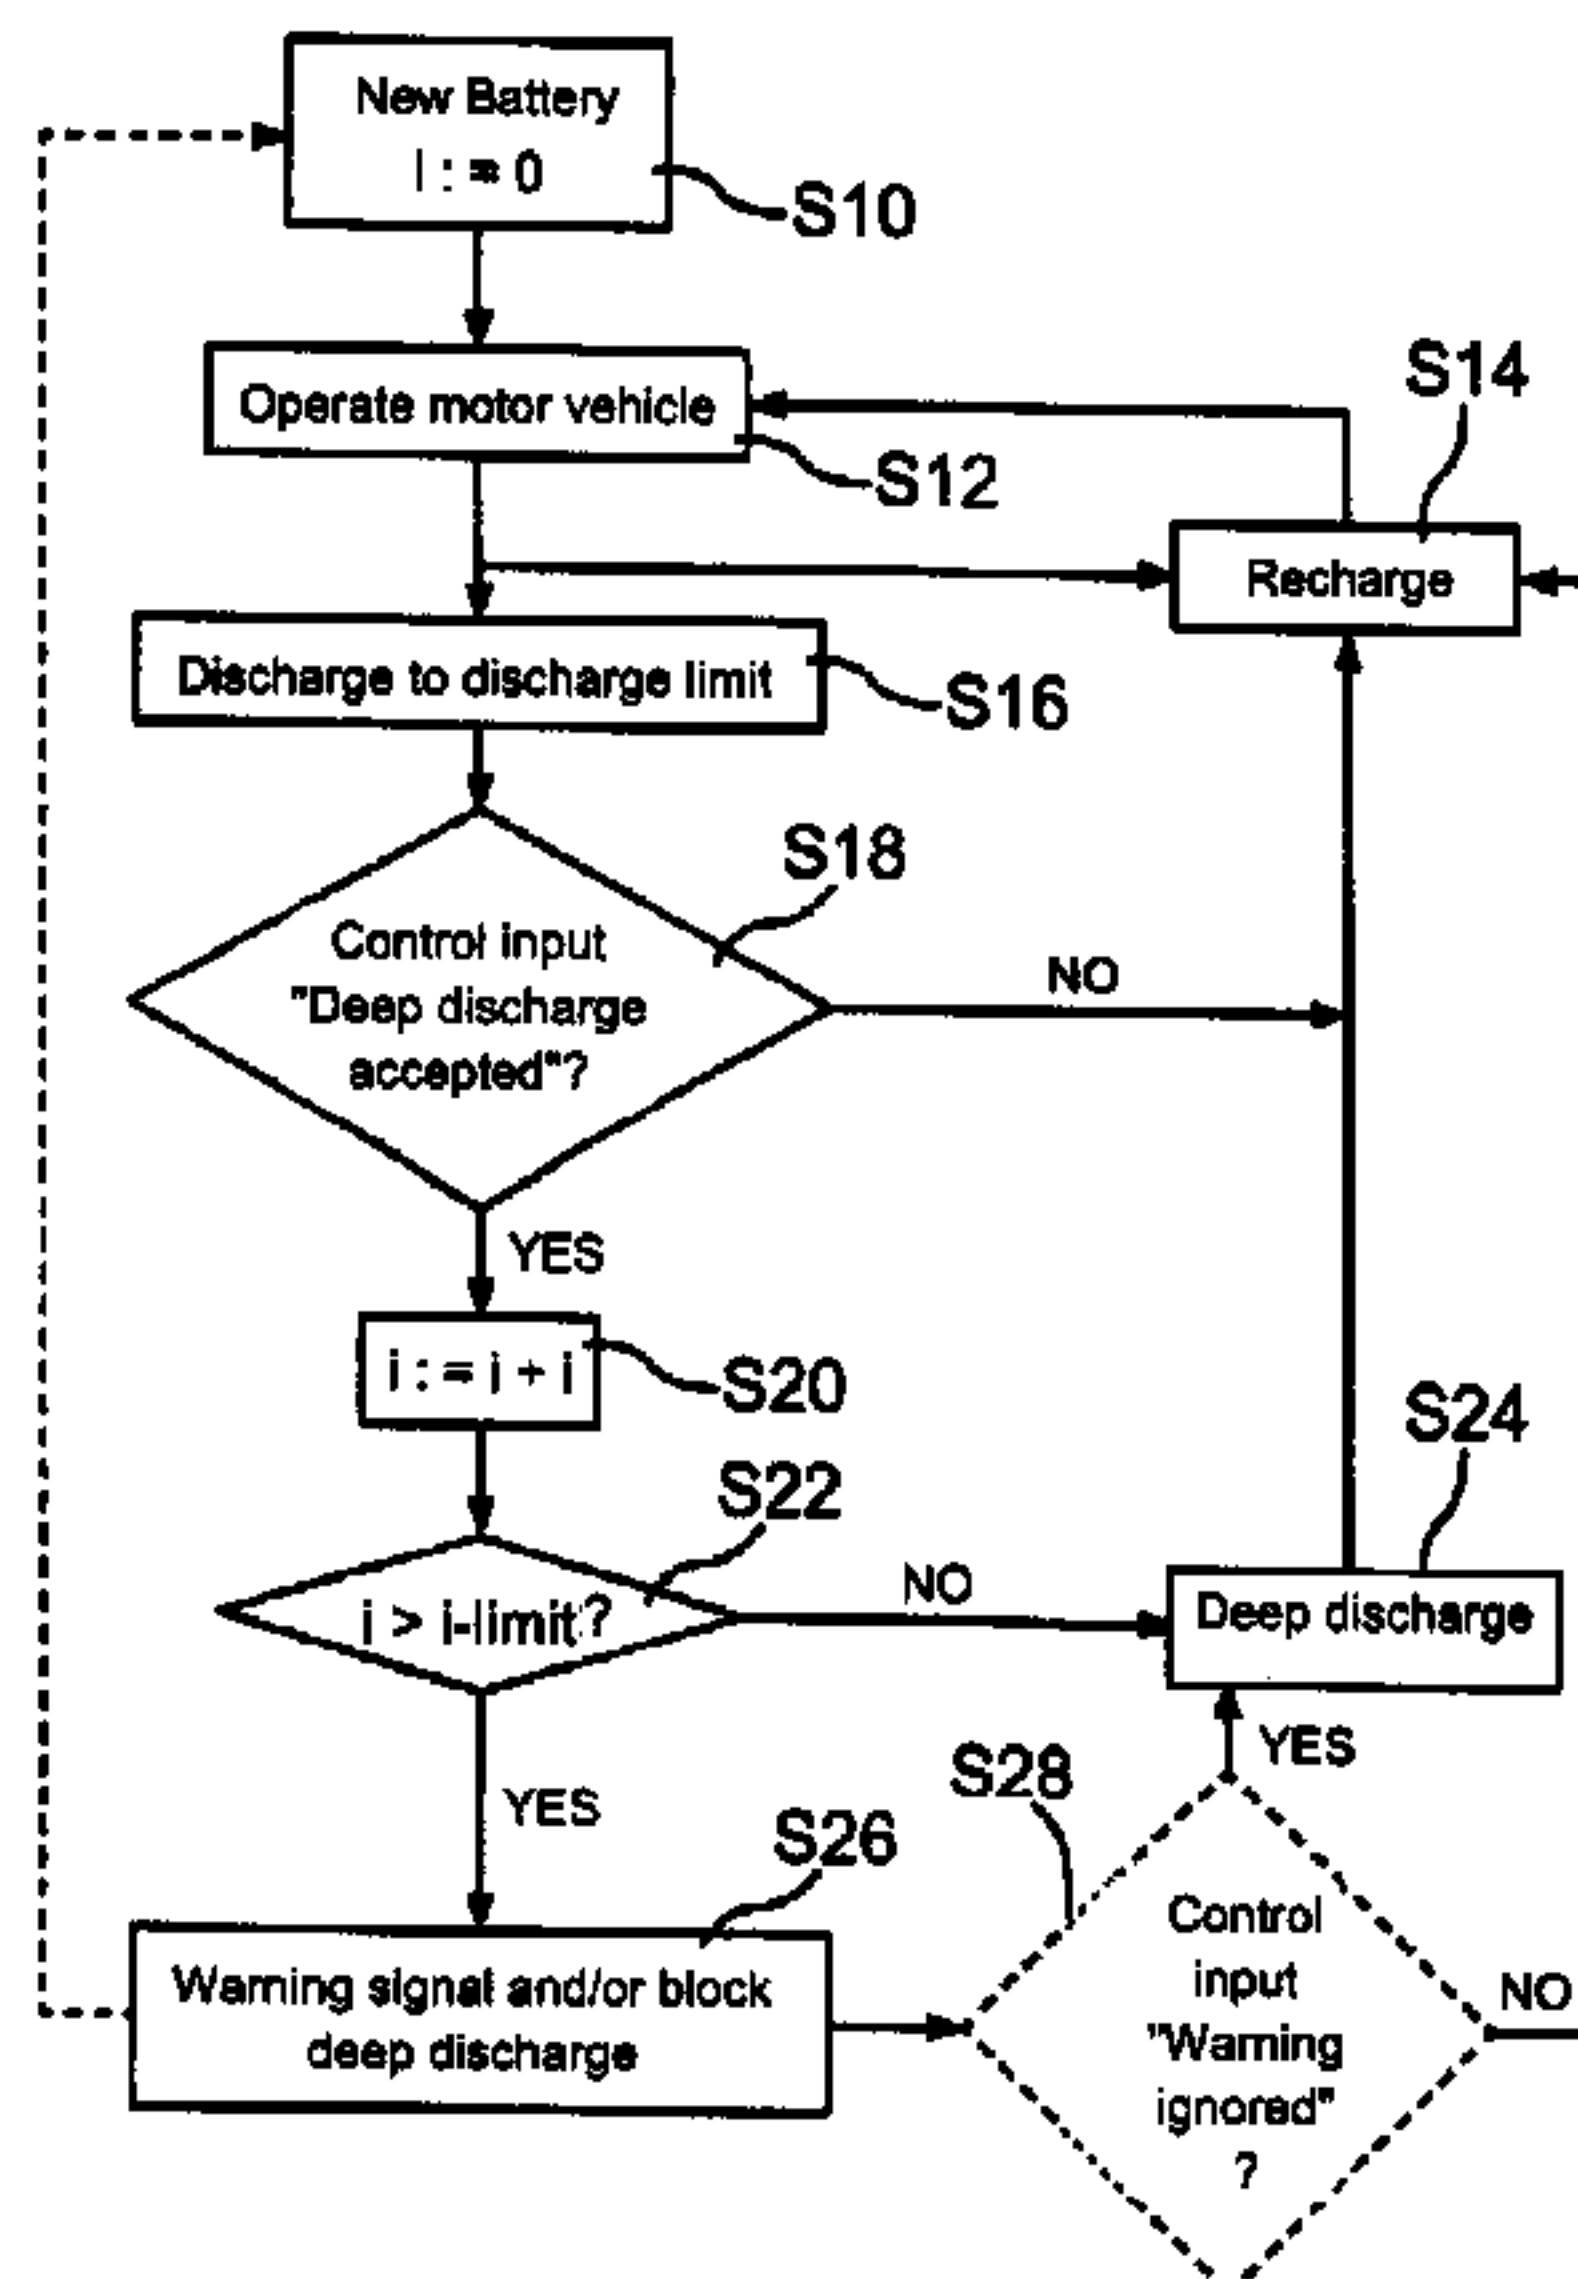 New Battery
I : = 0
S10
S14
Operate motor vehicle
S12
Recharge
Discharge to discharge limit
S16
S18
Control input
"Deep discharge
accepted"?
NO
YES
i : = i + i
S20
S24
S22
i > i-limit?
NO
Deep discharge
YES
S28
YES
S26
Warning signal and/or block
deep discharge
Control
input
"Warning
ignored"
?
NO